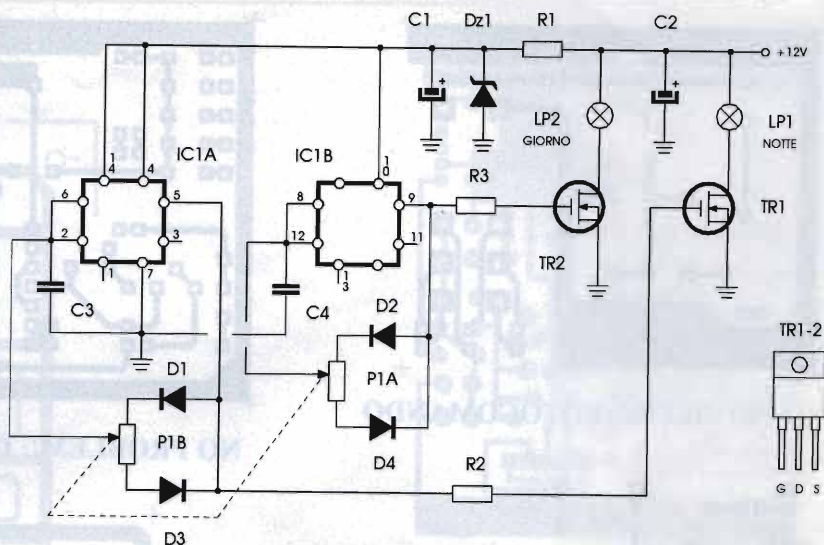 C1
Dz1
R1
C2
+
+
+12V
LP2
GIORNO
LP1
NOTTE
1
4
4
IC1A
IC1B
1
0
6
5
8
9
R3
2
3
12
11
TR1
1
7
1
3
TR2
C3
C4
D2
TR1-2
D1
P1A
P1B
D4
R2
G D S
D3